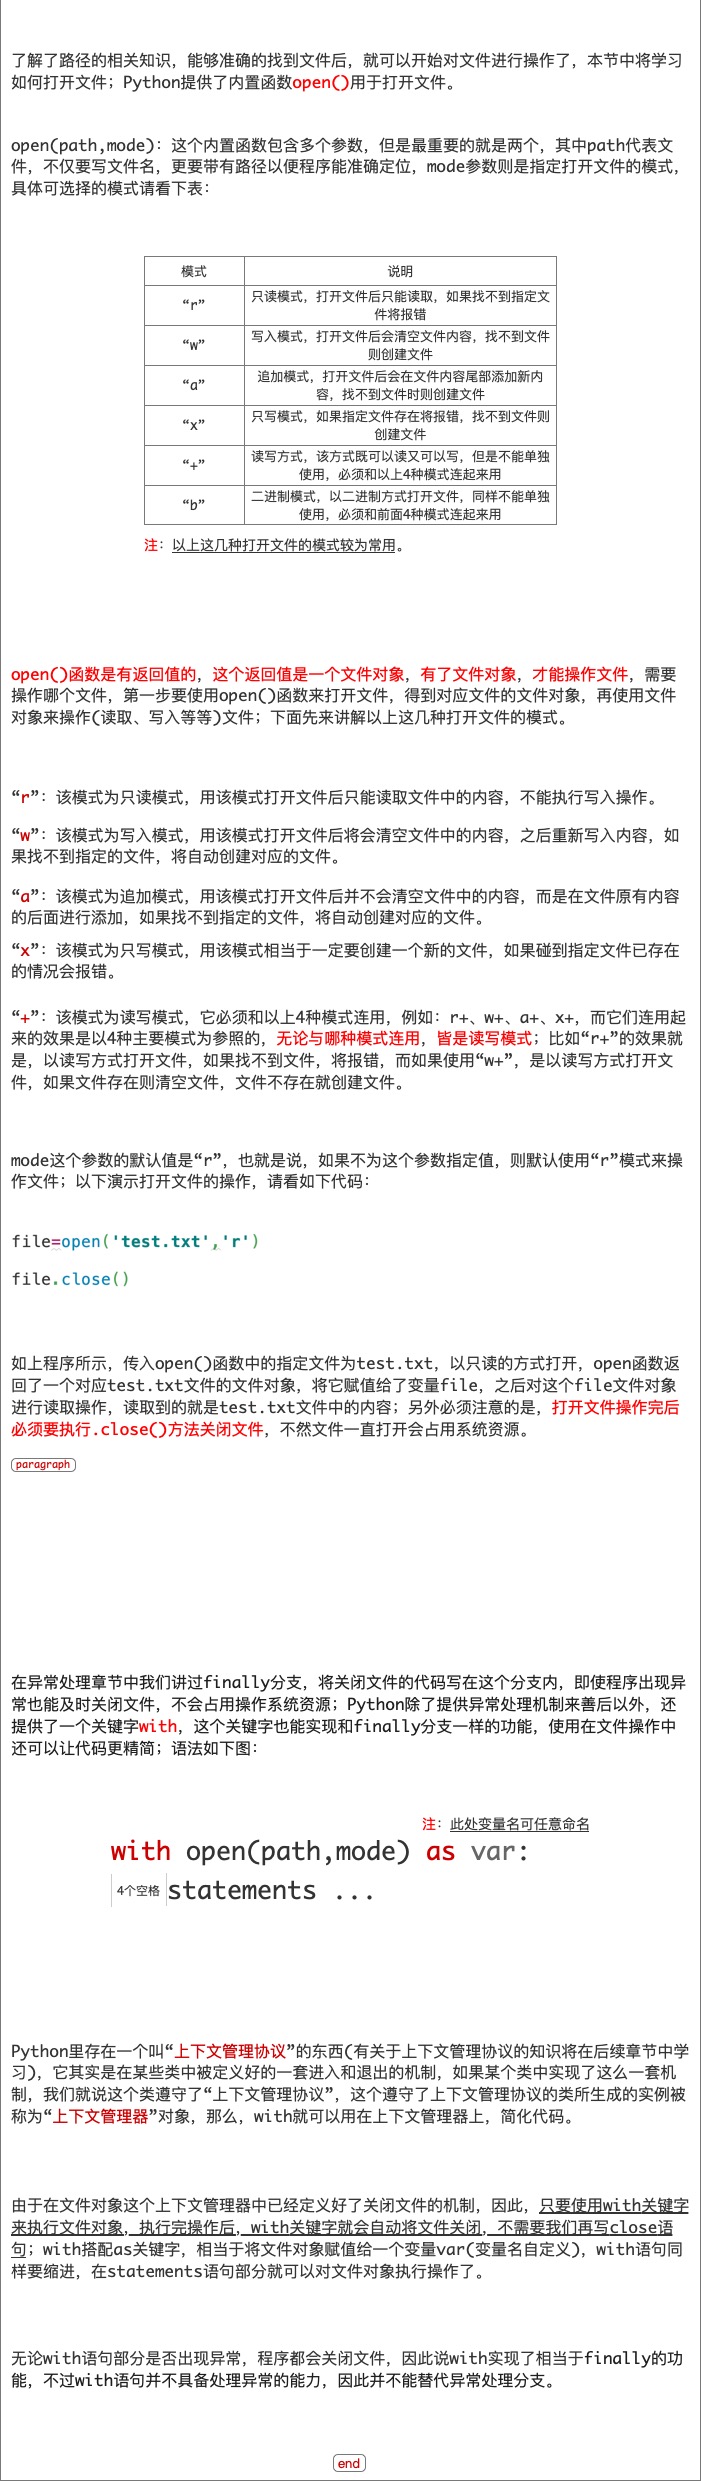 了解了路径的相关知识，能够准确的找到文件后，就可以开始对文件进行操作了，本节中将学习
如何打开文件；Python提供了内置函数open()用于打开文件。
open(path,mode)：这个内置函数包含多个参数，但是最重要的就是两个，其中path代表文
件，不仅要写文件名，更要带有路径以便程序能准确定位，mode参数则是指定打开文件的模式，
具体可选择的模式请看下表：
模式 说明
“r” 只读模式，打开文件后只能读取，如果找不到指定文
件将报错
“w” 写入模式，打开文件后会清空文件内容，找不到文件
则创建文件
“a” 追加模式，打开文件后会在文件内容尾部添加新内
容，找不到文件时则创建文件
“x” 只写模式，如果指定文件存在将报错，找不到文件则
创建文件
“+” 读写方式，该方式既可以读又可以写，但是不能单独
使用，必须和以上4种模式连起来用
“b” 二进制模式，以二进制方式打开文件，同样不能单独
使用，必须和前面4种模式连起来用
注：以上这几种打开文件的模式较为常用。
open()函数是有返回值的，这个返回值是一个文件对象，有了文件对象，才能操作文件，需要
操作哪个文件，第一步要使用open()函数来打开文件，得到对应文件的文件对象，再使用文件
对象来操作(读取、写入等等)文件；下面先来讲解以上这几种打开文件的模式。
“r”：该模式为只读模式，用该模式打开文件后只能读取文件中的内容，不能执行写入操作。
“w”：该模式为写入模式，用该模式打开文件后将会清空文件中的内容，之后重新写入内容，如
果找不到指定的文件，将自动创建对应的文件。
“a”：该模式为追加模式，用该模式打开文件后并不会清空文件中的内容，而是在文件原有内容
的后面进行添加，如果找不到指定的文件，将自动创建对应的文件。
“x”：该模式为只写模式，用该模式相当于一定要创建一个新的文件，如果碰到指定文件已存在
的情况会报错。
“+”：该模式为读写模式，它必须和以上4种模式连用，例如：r+、w+、a+、x+，而它们连用起
来的效果是以4种主要模式为参照的，无论与哪种模式连用，皆是读写模式；比如“r+”的效果就
是，以读写方式打开文件，如果找不到文件，将报错，而如果使用“w+”，是以读写方式打开文
件，如果文件存在则清空文件，文件不存在就创建文件。
mode这个参数的默认值是“r”，也就是说，如果不为这个参数指定值，则默认使用“r”模式来操
作文件；以下演示打开文件的操作，请看如下代码：
file=open('test.txt','r')
file.close()
如上程序所示，传入open()函数中的指定文件为test.txt，以只读的方式打开，open函数返
回了一个对应test.txt文件的文件对象，将它赋值给了变量file，之后对这个file文件对象
进行读取操作，读取到的就是test.txt文件中的内容；另外必须注意的是，打开文件操作完后
必须要执行.close()方法关闭文件，不然文件一直打开会占用系统资源。
paragraph
在异常处理章节中我们讲过finally分支，将关闭文件的代码写在这个分支内，即使程序出现异
常也能及时关闭文件，不会占用操作系统资源；Python除了提供异常处理机制来善后以外，还
提供了一个关键字with，这个关键字也能实现和finally分支一样的功能，使用在文件操作中
还可以让代码更精简；语法如下图：
注：此处变量名可任意命名
with open(path,mode) as var:
4个空格 statements ...
Python里存在一个叫“上下文管理协议”的东西(有关于上下文管理协议的知识将在后续章节中学
习)，它其实是在某些类中被定义好的一套进入和退出的机制，如果某个类中实现了这么一套机
制，我们就说这个类遵守了“上下文管理协议”，这个遵守了上下文管理协议的类所生成的实例被
称为“上下文管理器”对象，那么，with就可以用在上下文管理器上，简化代码。
由于在文件对象这个上下文管理器中已经定义好了关闭文件的机制，因此，只要使用with关键字
来执行文件对象，执行完操作后，with关键字就会自动将文件关闭，不需要我们再写close语
句；with搭配as关键字，相当于将文件对象赋值给一个变量var(变量名自定义)，with语句同
样要缩进，在statements语句部分就可以对文件对象执行操作了。
无论with语句部分是否出现异常，程序都会关闭文件，因此说with实现了相当于finally的功
能，不过with语句并不具备处理异常的能力，因此并不能替代异常处理分支。
end